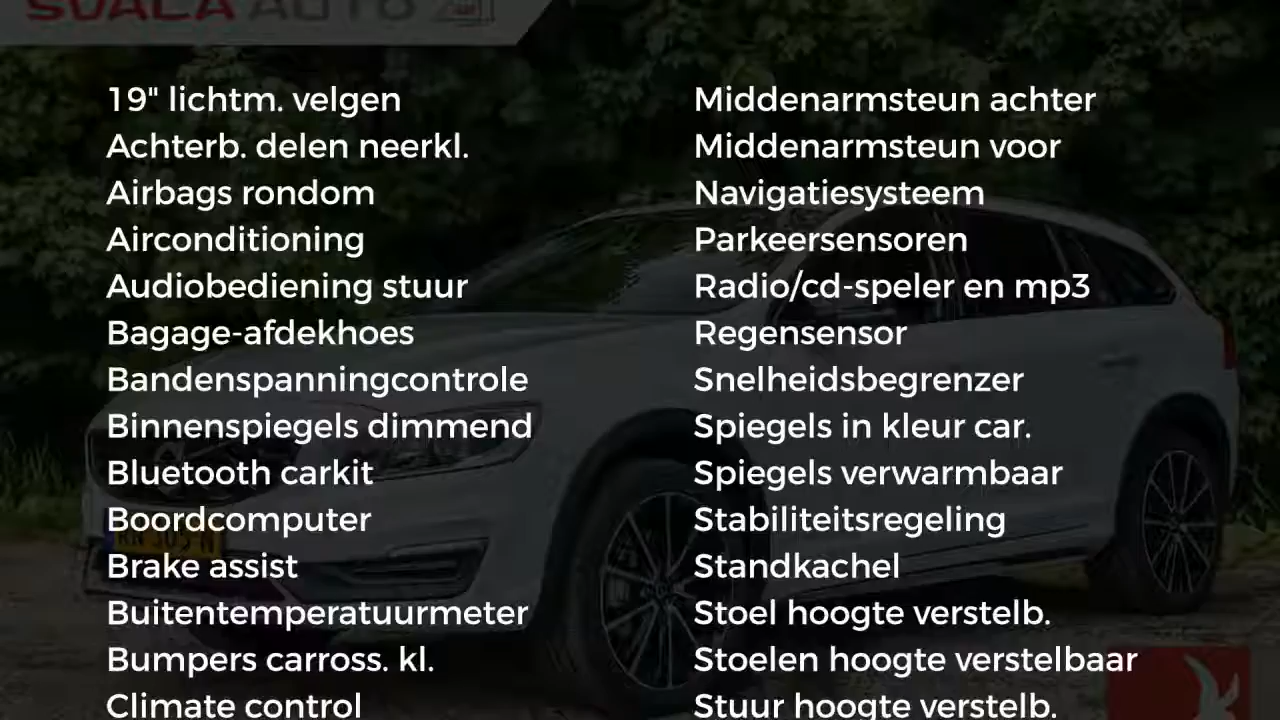 SVALA AUTO
19" lichtm. velgen
Achterb. delen neerkl.
Airbags rondom
Airconditioning
Audiobediening stuur
Bagage-afdekhoes
Bandenspanningcontrole
Binnenspiegels dimmend
Bluetooth carkit
Boordcomputer
Brake assist
Buitentemperatuurmeter
Bumpers carross. kl.
Climate control
Middenarmsteun achter
Middenarmsteun voor
Navigatiesysteem
Parkeersensoren
Radio/cd-speler en mp3
Regensensor
Snelheidsbegrenzer
Spiegels in kleur car.
Spiegels verwarmbaar
Stabiliteitsregeling
Standkachel
Stoel hoogte verstelb.
Stoelen hoogte verstelbaar
Stuur hoogte verstelb.